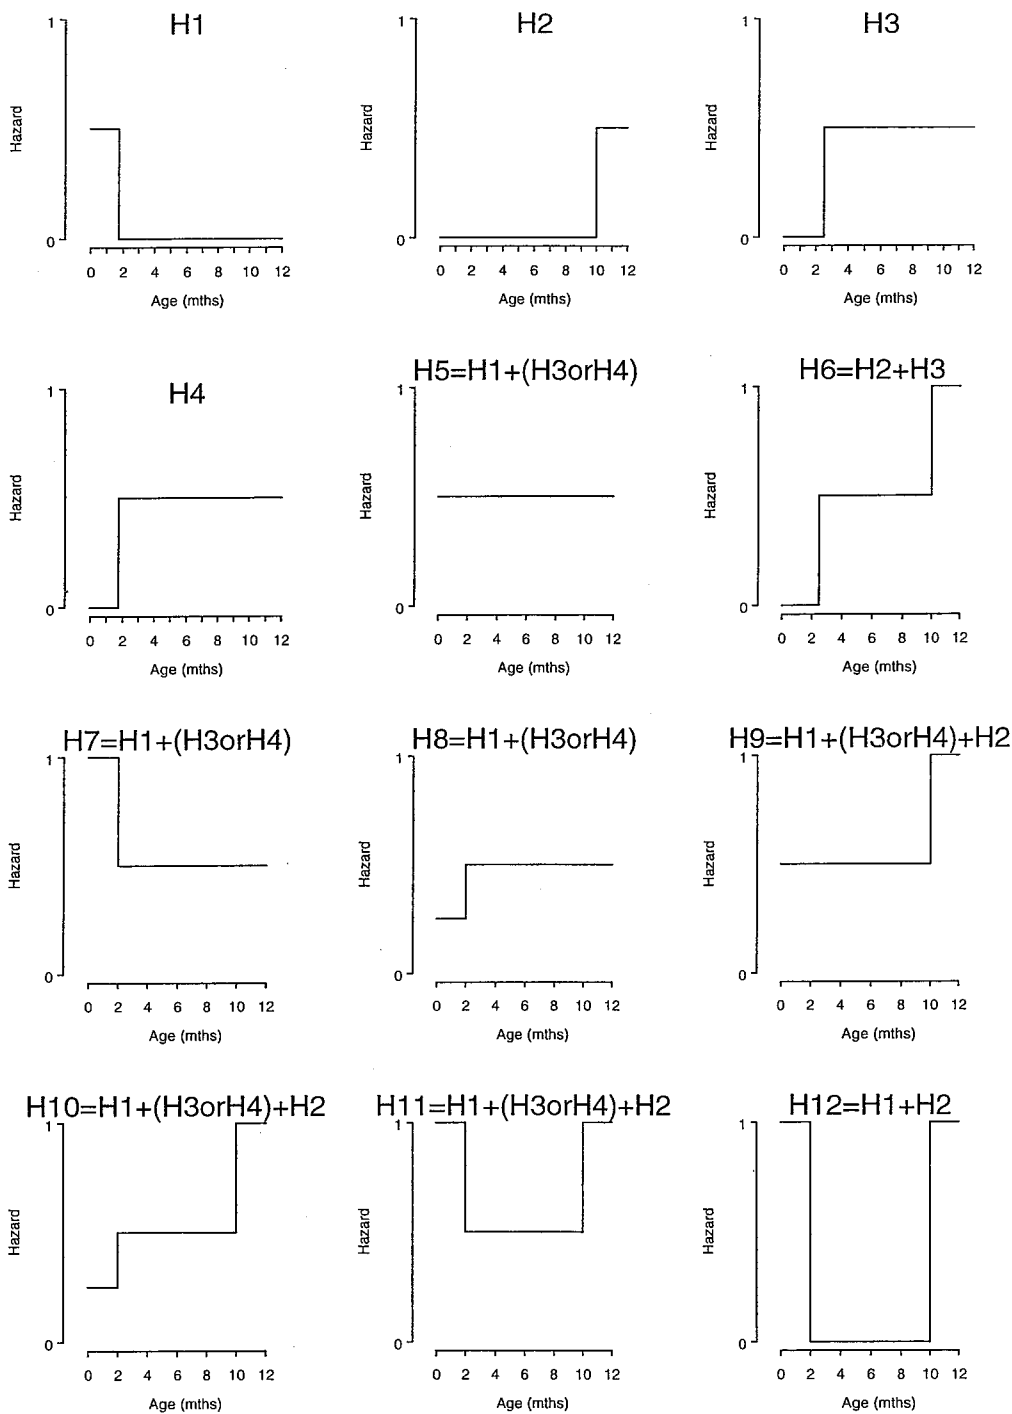 H1
1
Hazard
0
0 2 4 6 8 10 12
Age (mths)
H2
1
Hazard
0
0 2 4 6 8 10 12
Age (mths)
H3
1
Hazard
0
0 2 4 6 8 10 12
Age (mths)
H4
1
Hazard
0
0 2 4 6 8 10 12
Age (mths)
H5=H1+(H3orH4)
1
Hazard
0
0 2 4 6 8 10 12
Age (mths)
H6=H2+H3
1
Hazard
0
0 2 4 6 8 10 12
Age (mths)
H7=H1+(H3orH4)
1
Hazard
0
0 2 4 6 8 10 12
Age (mths)
H8=H1+(H3orH4)
1
Hazard
0
0 2 4 6 8 10 12
Age (mths)
H9=H1+(H3orH4)+H2
1
Hazard
0
0 2 4 6 8 10 12
Age (mths)
H10=H1+(H3orH4)+H2
1
Hazard
0
0 2 4 6 8 10 12
Age (mths)
H11=H1+(H3orH4)+H2
1
Hazard
0
0 2 4 6 8 10 12
Age (mths)
H12=H1+H2
1
Hazard
0
0 2 4 6 8 10 12
Age (mths)